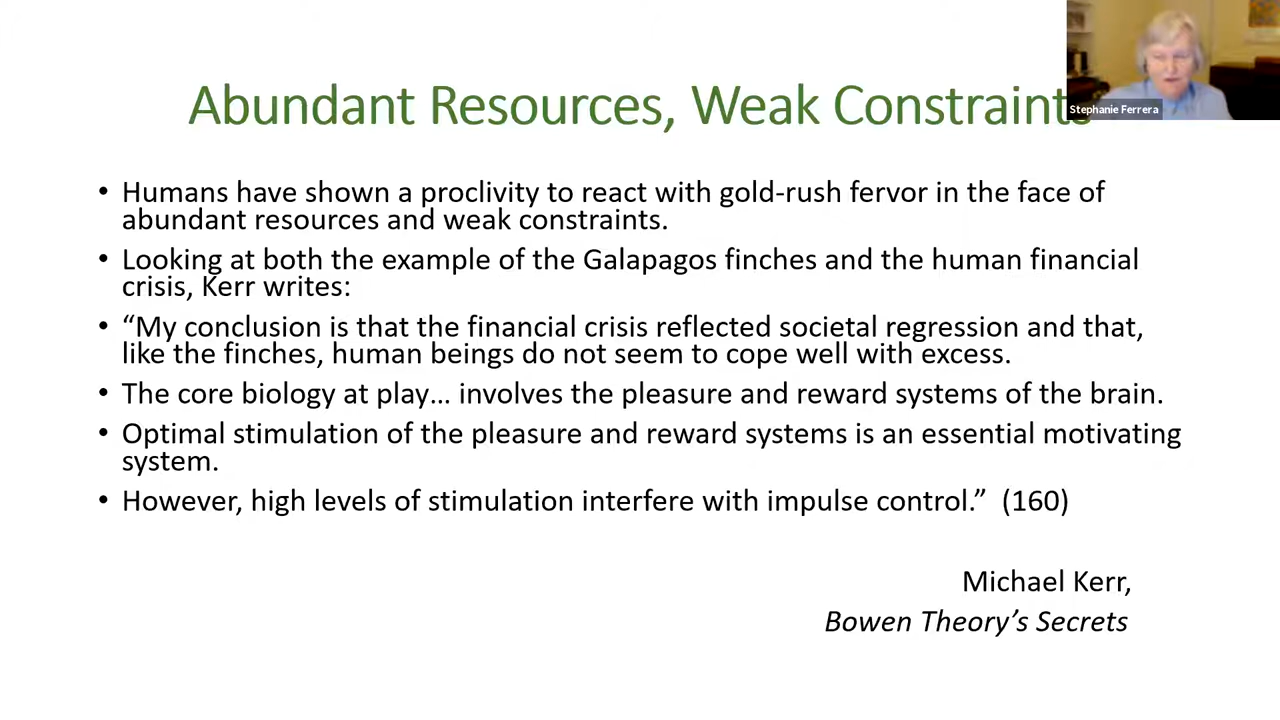 Abundant Resources, Weak Constraints
Stephanie Ferrera
• Humans have shown a proclivity to react with gold-rush fervor in the face of
abundant resources and weak constraints.
• Looking at both the example of the Galapagos finches and the human financial
crisis, Kerr writes:
• “My conclusion is that the financial crisis reflected societal regression and that,
like the finches, human beings do not seem to cope well with excess.
• The core biology at play… involves the pleasure and reward systems of the brain.
• Optimal stimulation of the pleasure and reward systems is an essential motivating
system.
• However, high levels of stimulation interfere with impulse control.”  (160)
Michael Kerr,
Bowen Theory’s Secrets